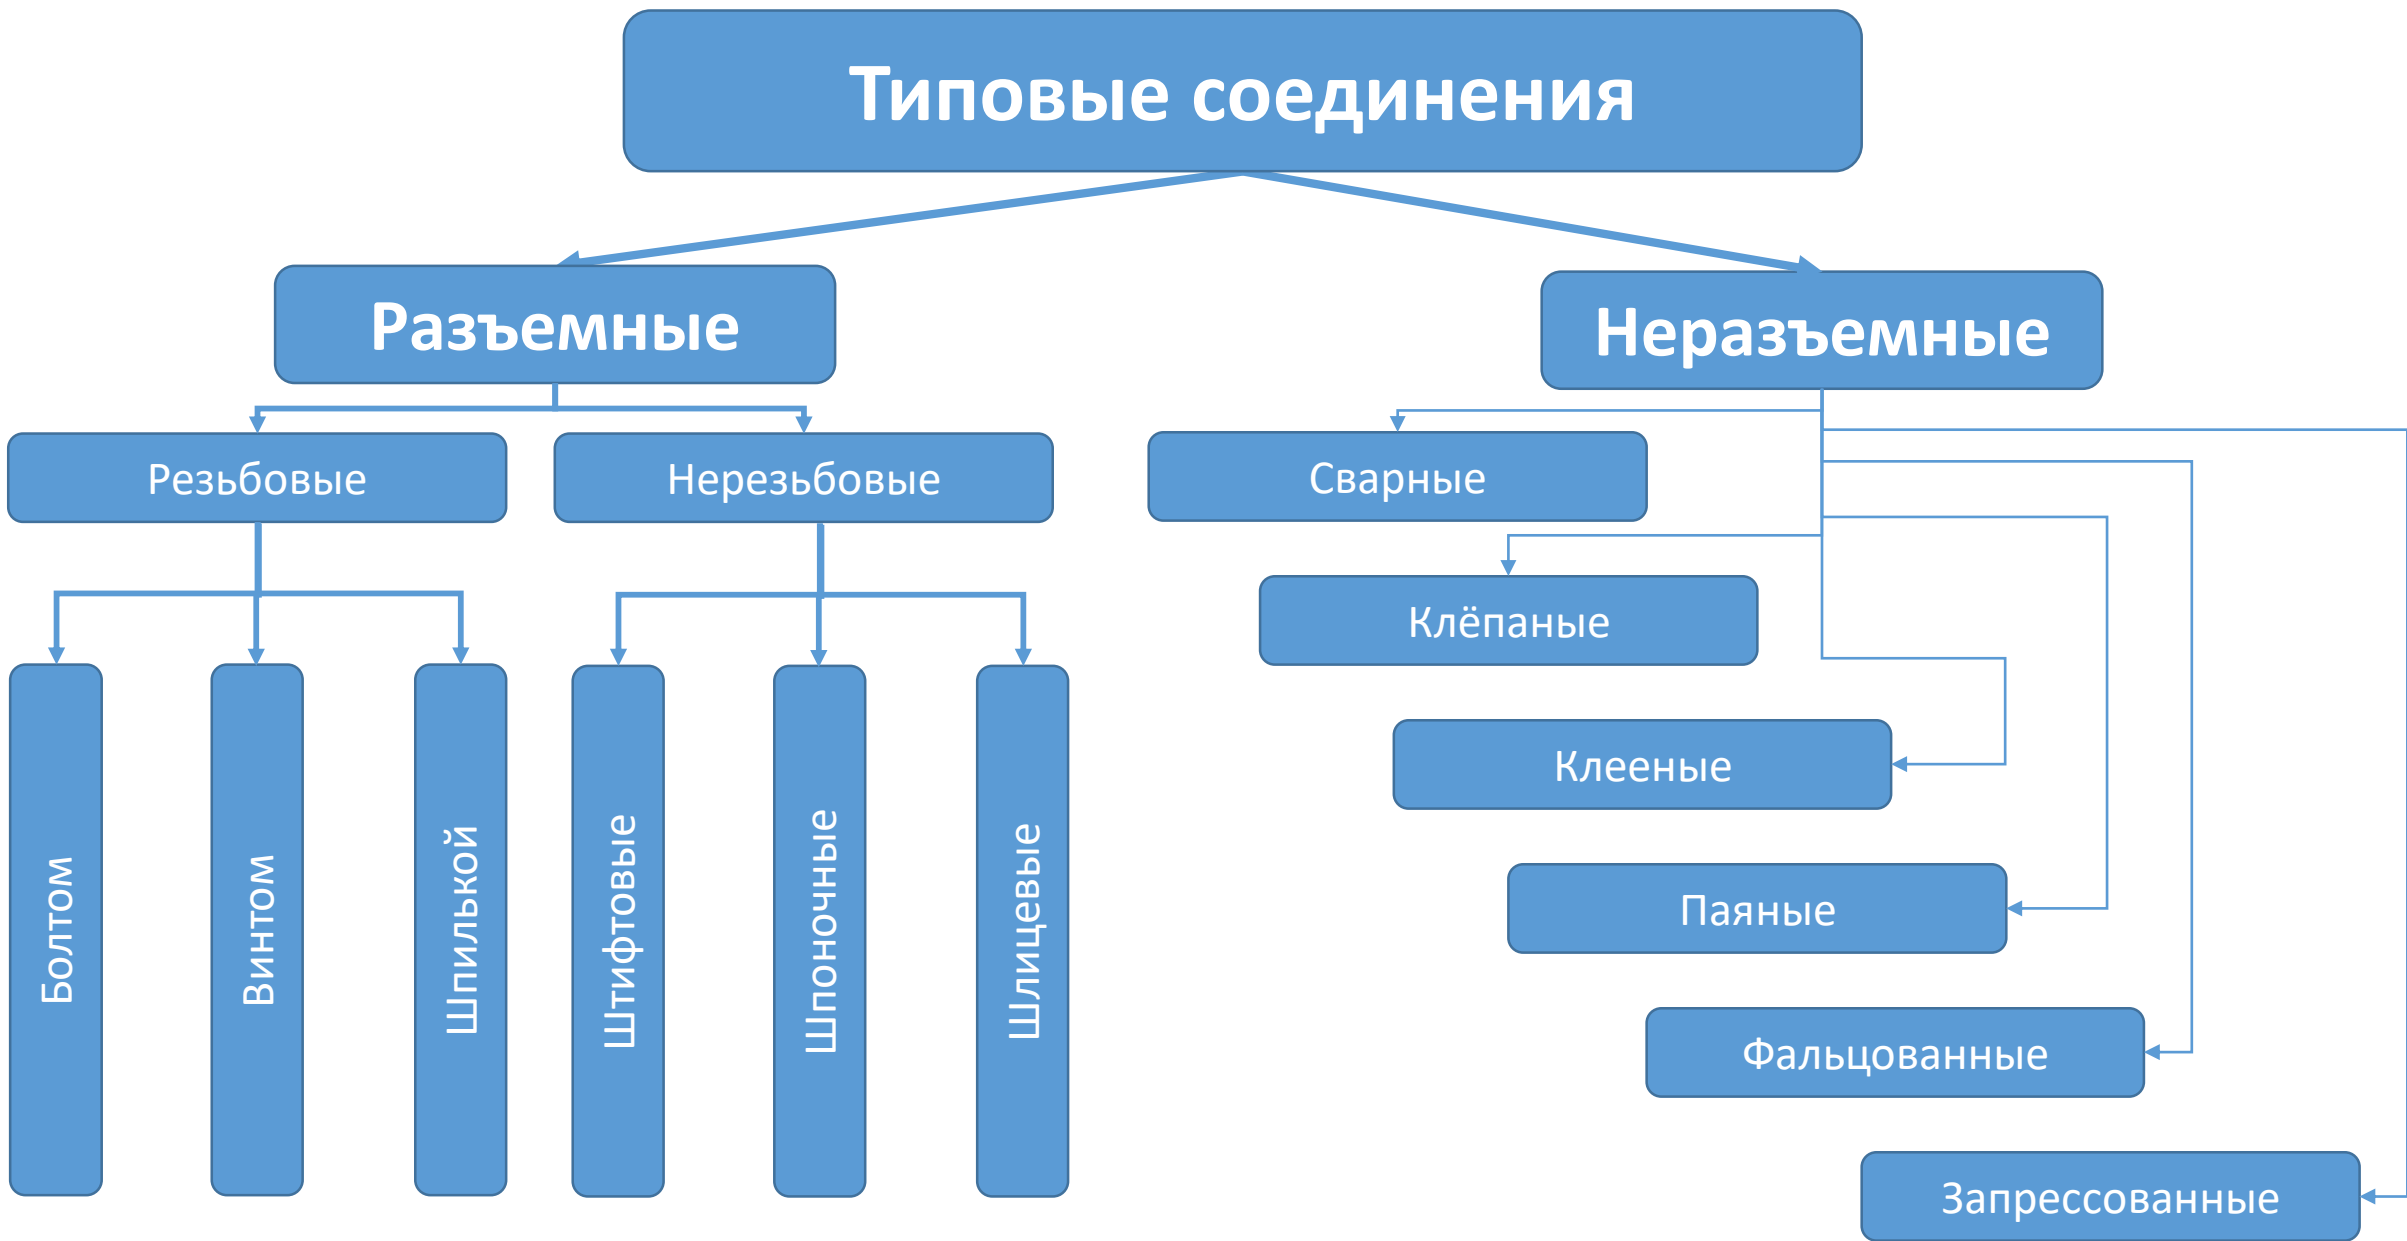 Типовые соединения
Разъемные
Неразъемные
Резьбовые
Нерезьбовые
Сварные
Клёпаные
Клееные
Паяные
Фальцованные
Запрессованные
Болтом
Винтом
Шпилькой
Штифтовые
Шпоночные
Шлицевые